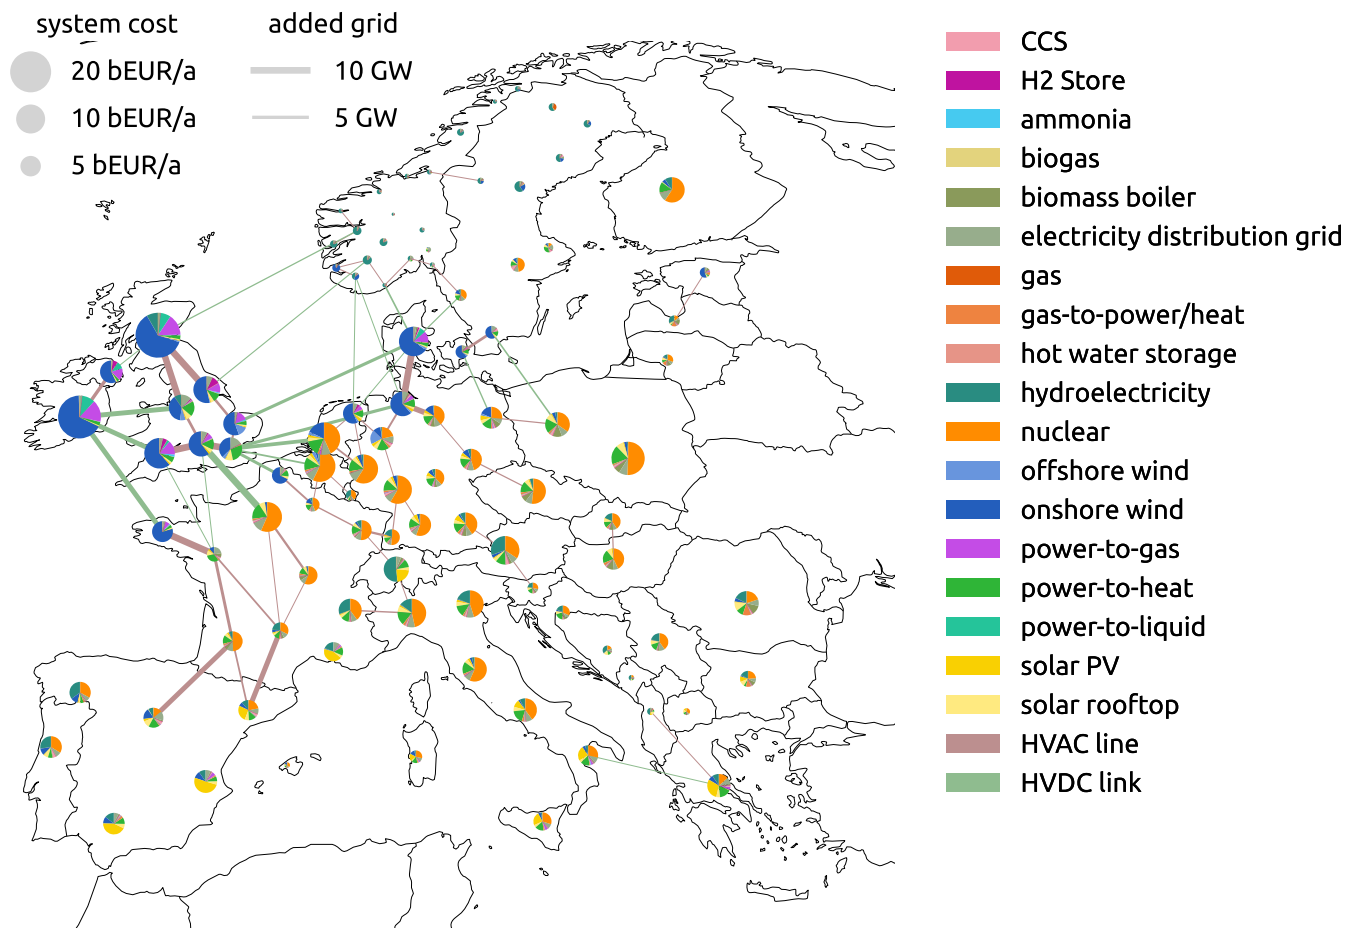 system cost
added grid
20 bEUR/a
10 GW
10 bEUR/a
5 GW
5 bEUR/a
CCS
H2 Store
ammonia
biogas
biomass boiler
electricity distribution grid
gas
gas-to-power/heat
hot water storage
hydroelectricity
nuclear
offshore wind
onshore wind
power-to-gas
power-to-heat
power-to-liquid
solar PV
solar rooftop
HVAC line
HVDC link